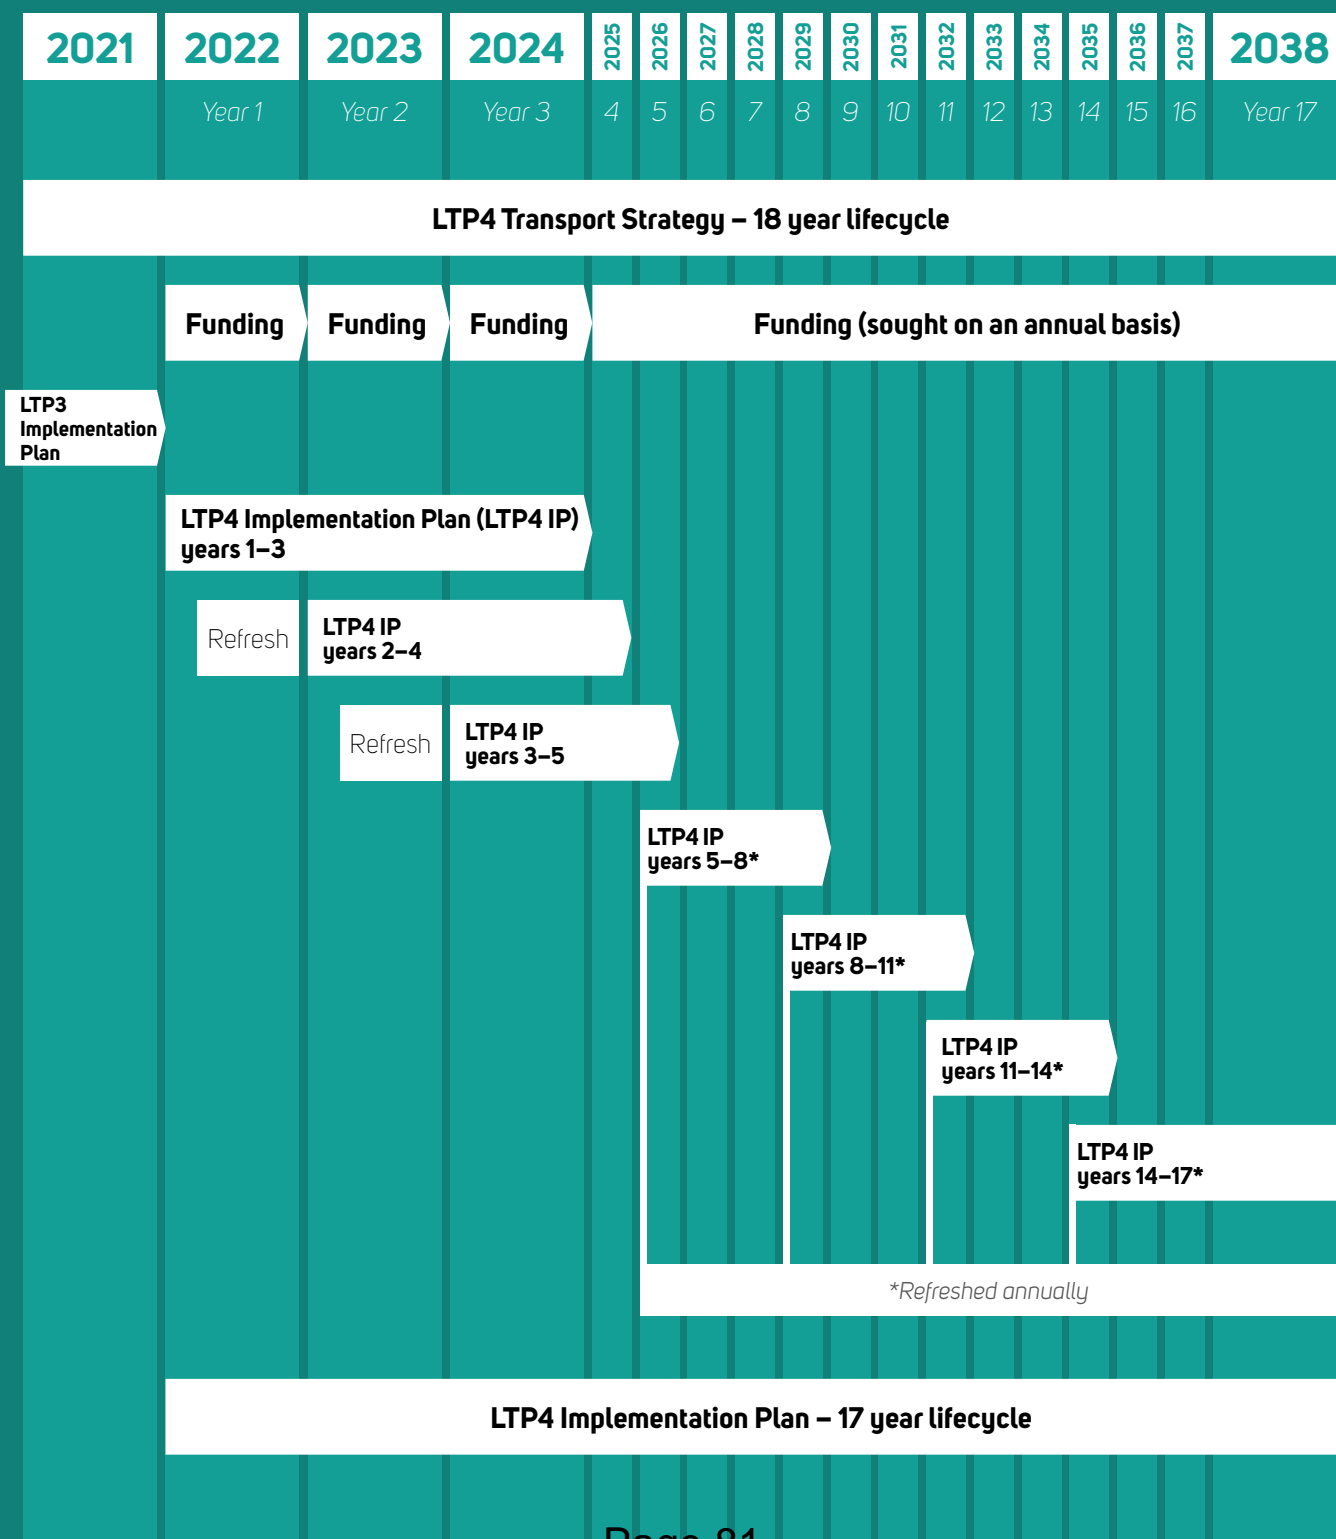 2021 2022 2023 2024 2025 2026 2027 2028 2029 2030 2031 2032 2033 2034 2035 2036 2037 2038
Year 1 Year 2 Year 3 4 5 6 7 8 9 10 11 12 13 14 15 16 Year 17
LTP4 Transport Strategy – 18 year lifecycle
Funding Funding Funding Funding (sought on an annual basis)
LTP3
Implementation
Plan
LTP4 Implementation Plan (LTP4 IP)
years 1–3
Refresh
LTP4 IP
years 2–4
Refresh
LTP4 IP
years 3–5
LTP4 IP
years 5–8*
LTP4 IP
years 8–11*
LTP4 IP
years 11–14*
LTP4 IP
years 14–17*
*Refreshed annually
LTP4 Implementation Plan – 17 year lifecycle
Page 81